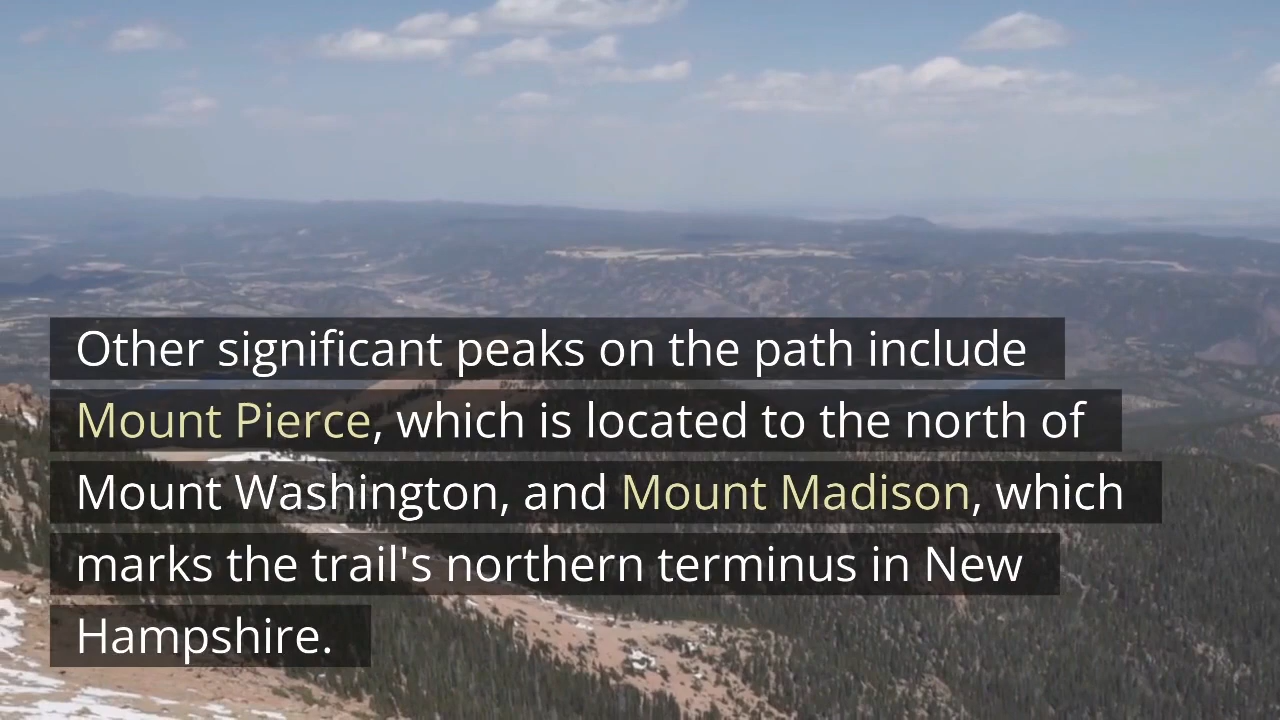 Other significant peaks on the path include
Mount Pierce, which is located to the north of
Mount Washington, and Mount Madison, which
marks the trail's northern terminus in New
Hampshire.